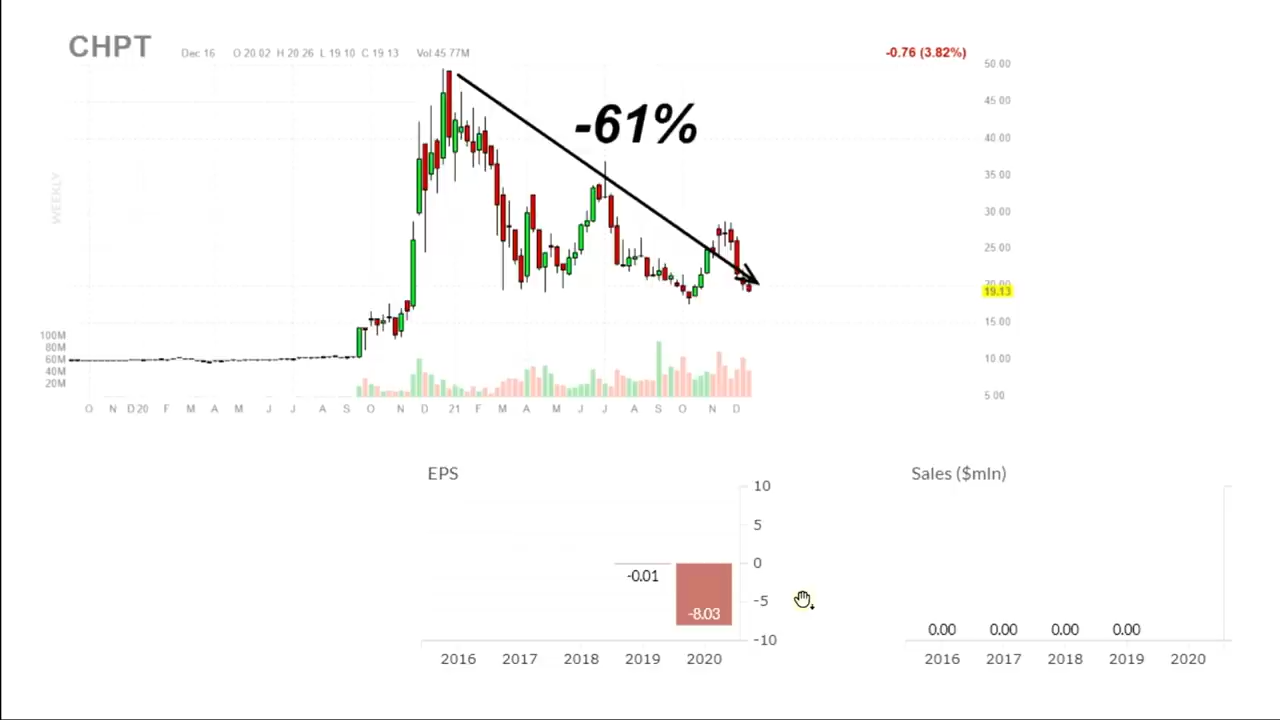 CHPT Dec 16 O 20.02 H 20.26 L 19.10 C 19.13 Vol 45.77M -0.76 (3.82%)
50.00
45.00
-61%
40.00
35.00
WEEKLY
30.00
25.00
20.00
19.13
15.00
100M
80M
60M
10.00
40M
20M
5.00
O N D 20 F M A M J J A S O N D 21 F M A M J J A S O N D
EPS
10
5
0
-0.01
-5
-8.03
-10
2016 2017 2018 2019 2020
Sales ($mln)
0.00 0.00 0.00 0.00
2016 2017 2018 2019 2020